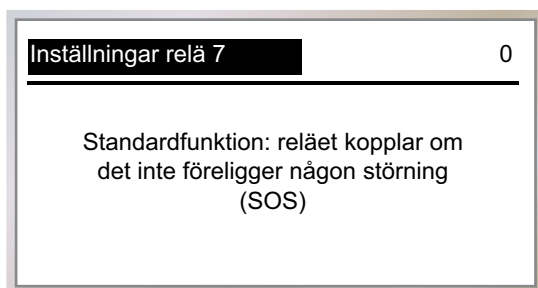 Inställningar relä 7 0
Standardfunktion: reläet kopplar om
det inte föreligger någon störning
(SOS)